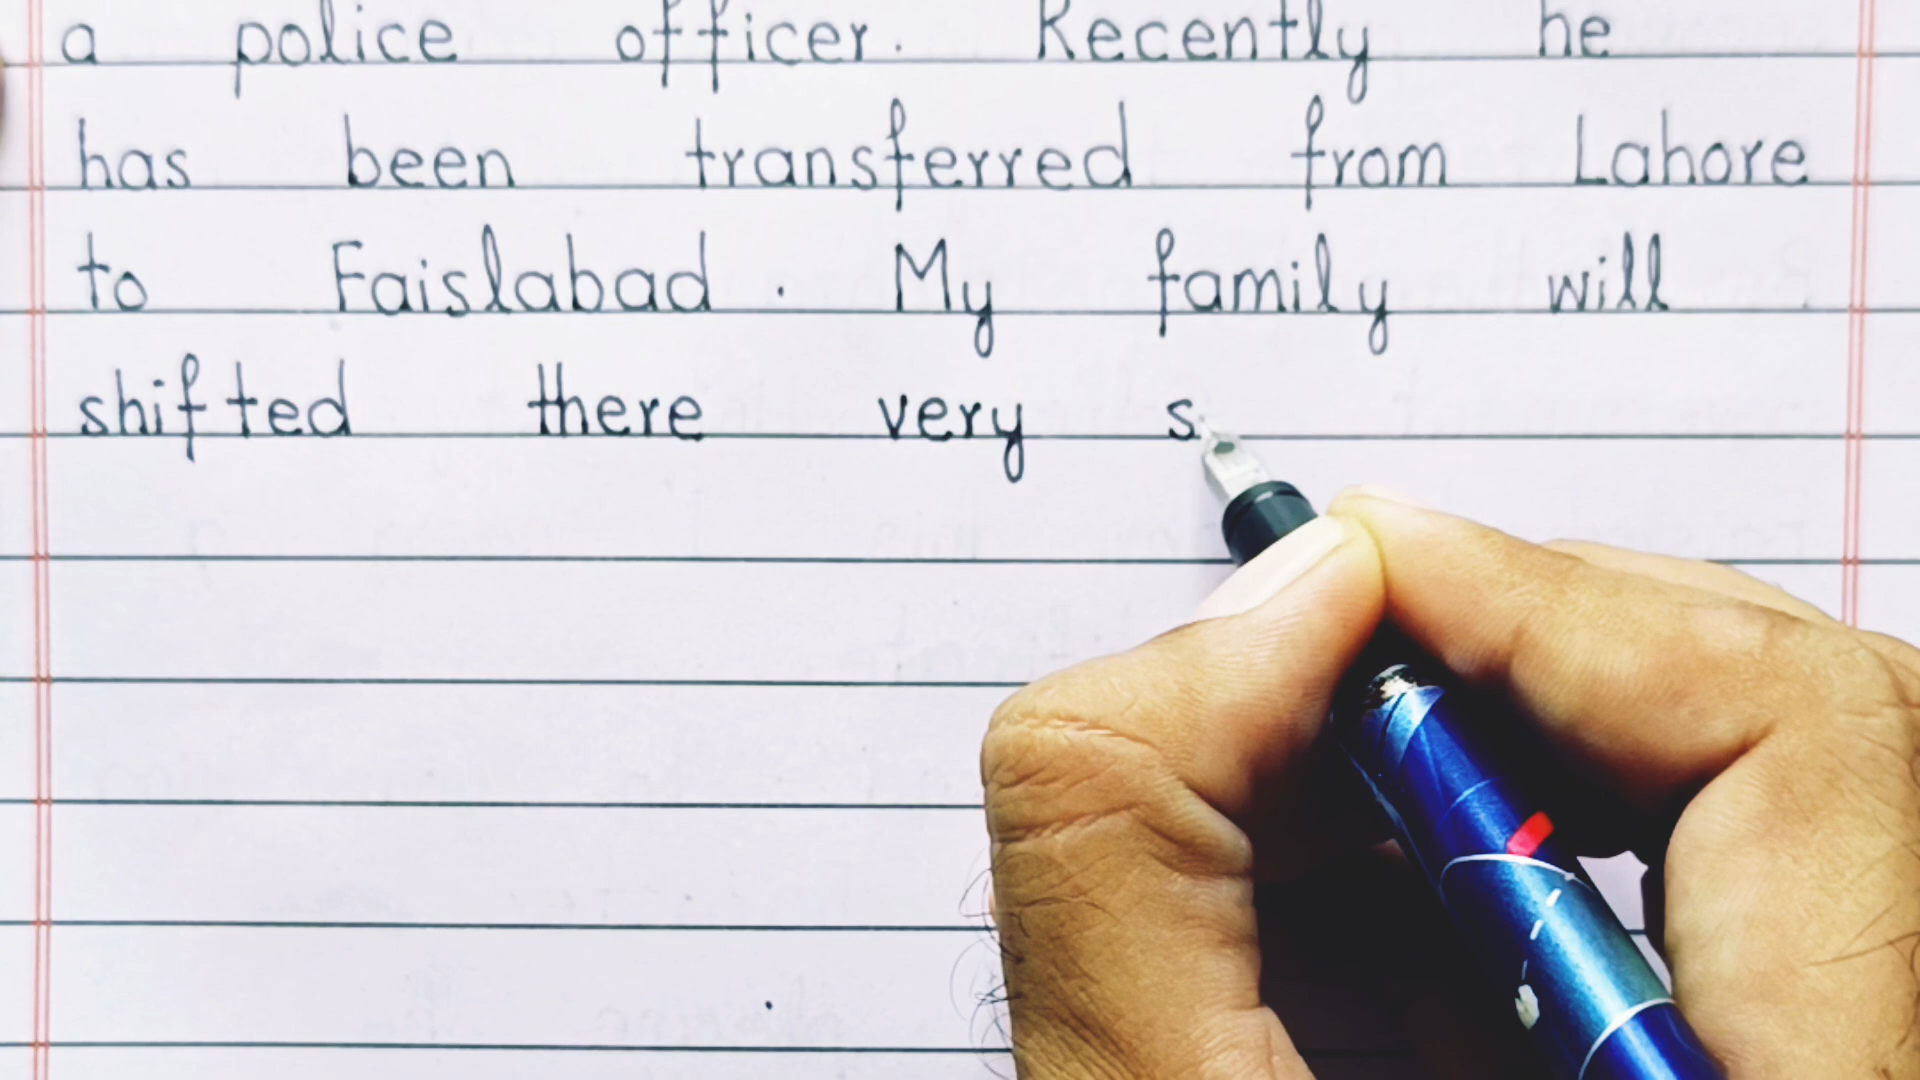 a police officer. Recently he
has been transferred from Lahore
to Faislabad. My family will
shifted there very s